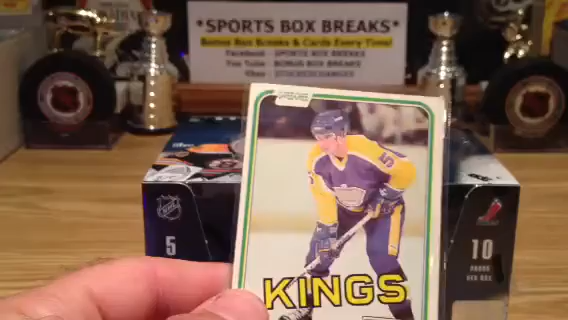 *SPORTS BOX BREAKS*
Bonus Box Breaks & Cards Every Time!
Facebook SPORTS BOX BREAKS
You Tube BONUS BOX BREAKS
5
5
10
KINGS